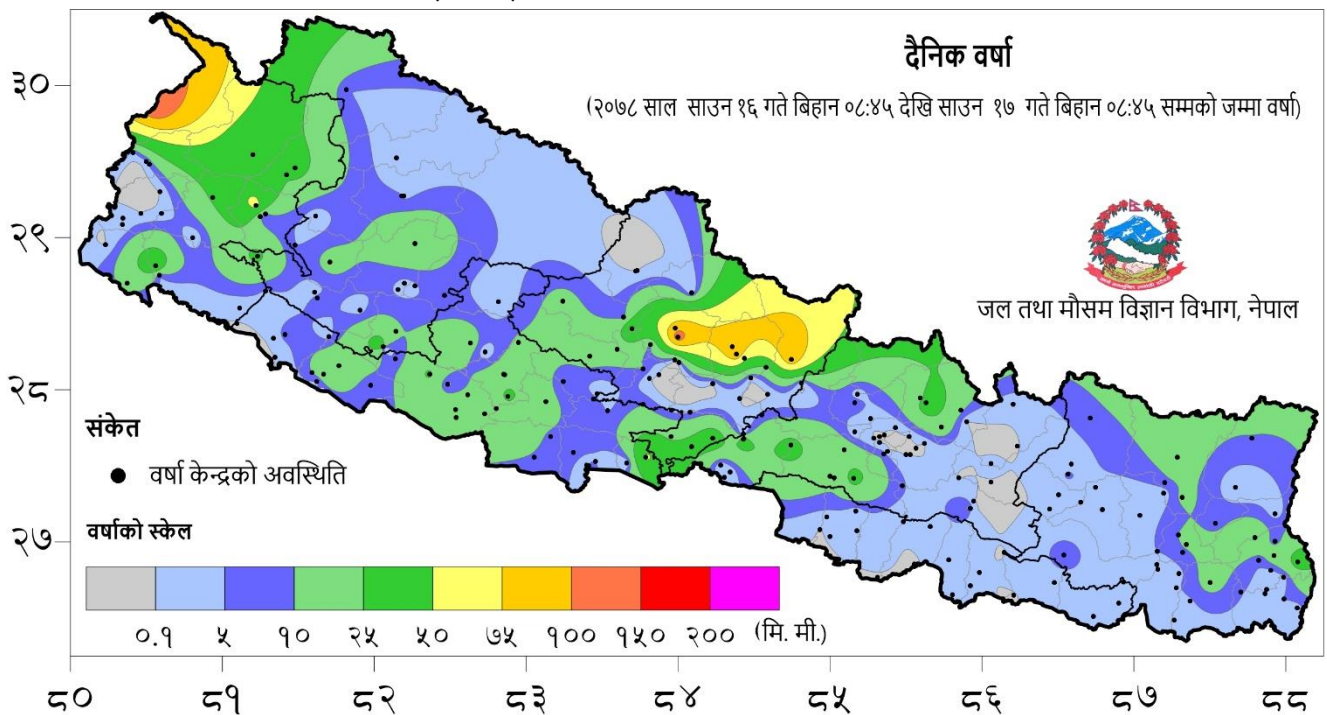 दैनिक वर्षा
(२०७८ साल साउन १६ गते बिहान ०८:४५ देखि साउन १७ गते बिहान ०८:४५ सम्मको जम्मा वर्षा)
जल तथा मौसम विज्ञान विभाग, नेपाल
३०
२९
२८
२७
संकेत
वर्षा केन्द्रको अवस्थिति
वर्षाको स्केल
०.१ ५ १० २५ ५० ७५ १०० १५० २०० (मि. मी.)
८० ८१ ८२ ८३ ८४ ८५ ८६ ८७ ८८